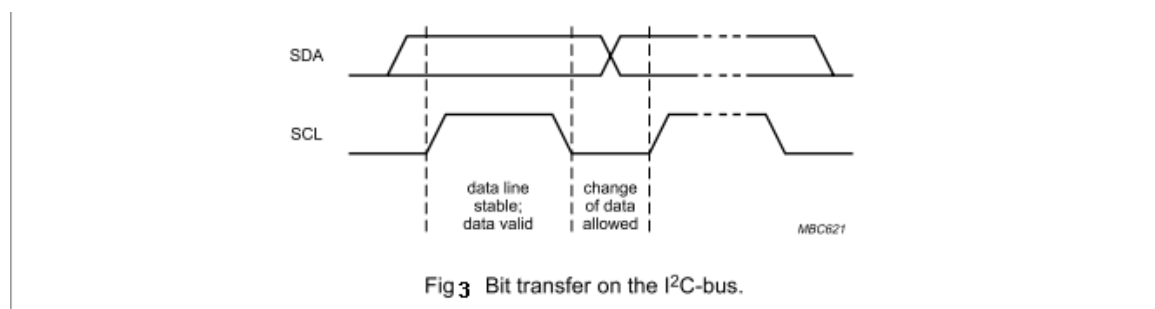 SDA
SCL
data line
stable;
data valid
change
of data
allowed
MBC621
Fig 3 Bit transfer on the I²C-bus.